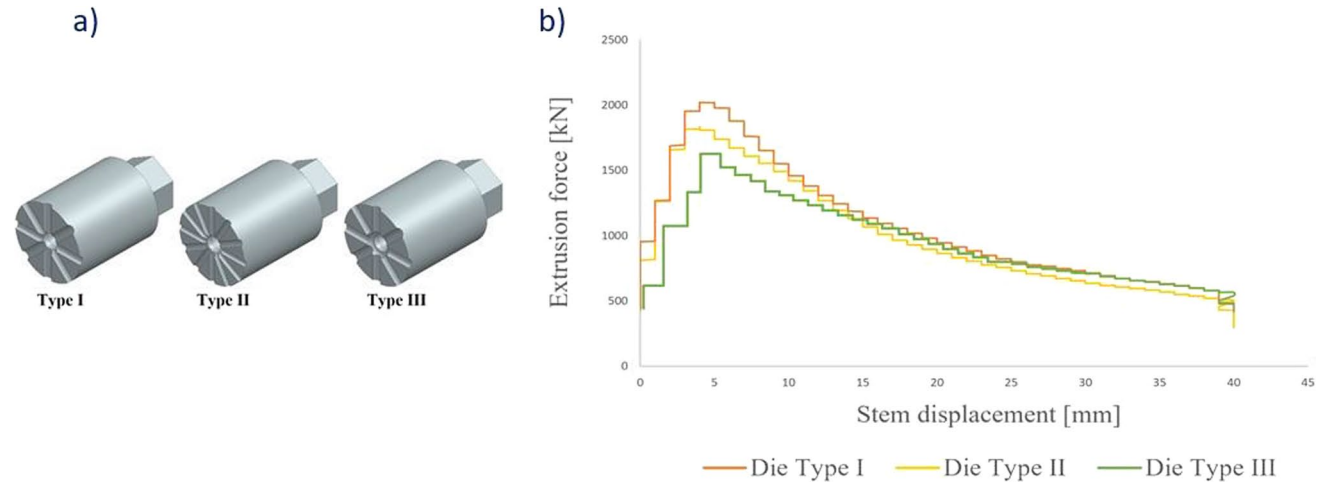 a)
Type I
Type II
Type III
b)
Extrusion force [kN]
2500
2000
1500
1000
500
0
0 5 10 15 20 25 30 35 40 45
Stem displacement [mm]
Die Type I Die Type II Die Type III